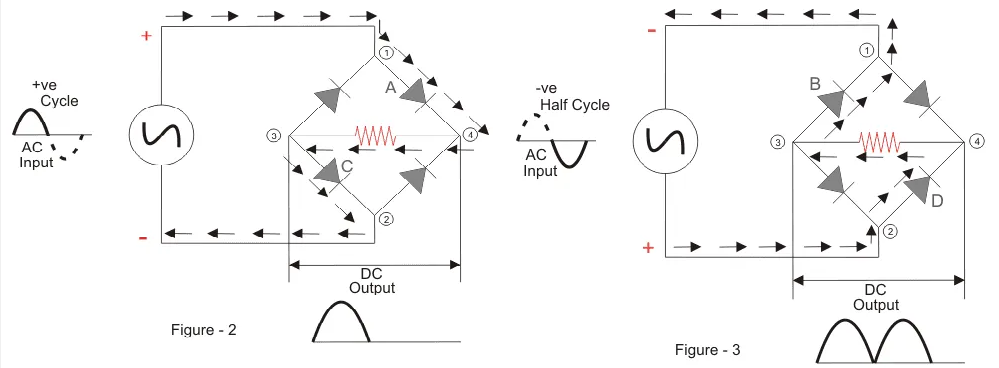 +
①
+ve
Cycle
A
AC
Input
③
④
C
②
-
DC
Output
Figure - 2
-
①
-ve
Half Cycle
B
AC
Input
③
④
D
②
+
DC
Output
Figure - 3